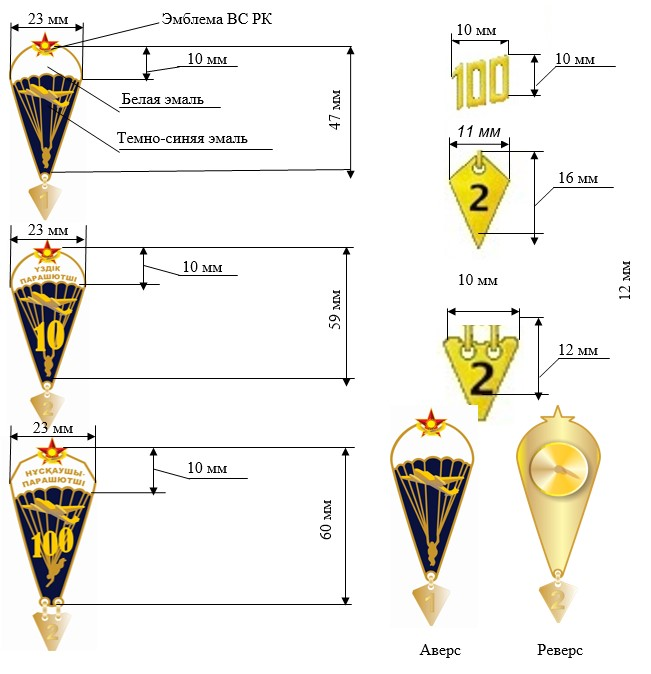 23 мм
Эмблема ВС РК
10 мм
Белая эмаль
Темно-синяя эмаль
47 мм
1
23 мм
10 мм
ҮЗДІК
ПАРАШЮТШІ
10
59 мм
2
23 мм
10 мм
НҰСҚАУШЫ-
ПАРАШЮТШІ
100
60 мм
2
10 мм
100
10 мм
11 мм
2
16 мм
10 мм
12 мм
2
12 мм
1
2
Аверс
Реверс